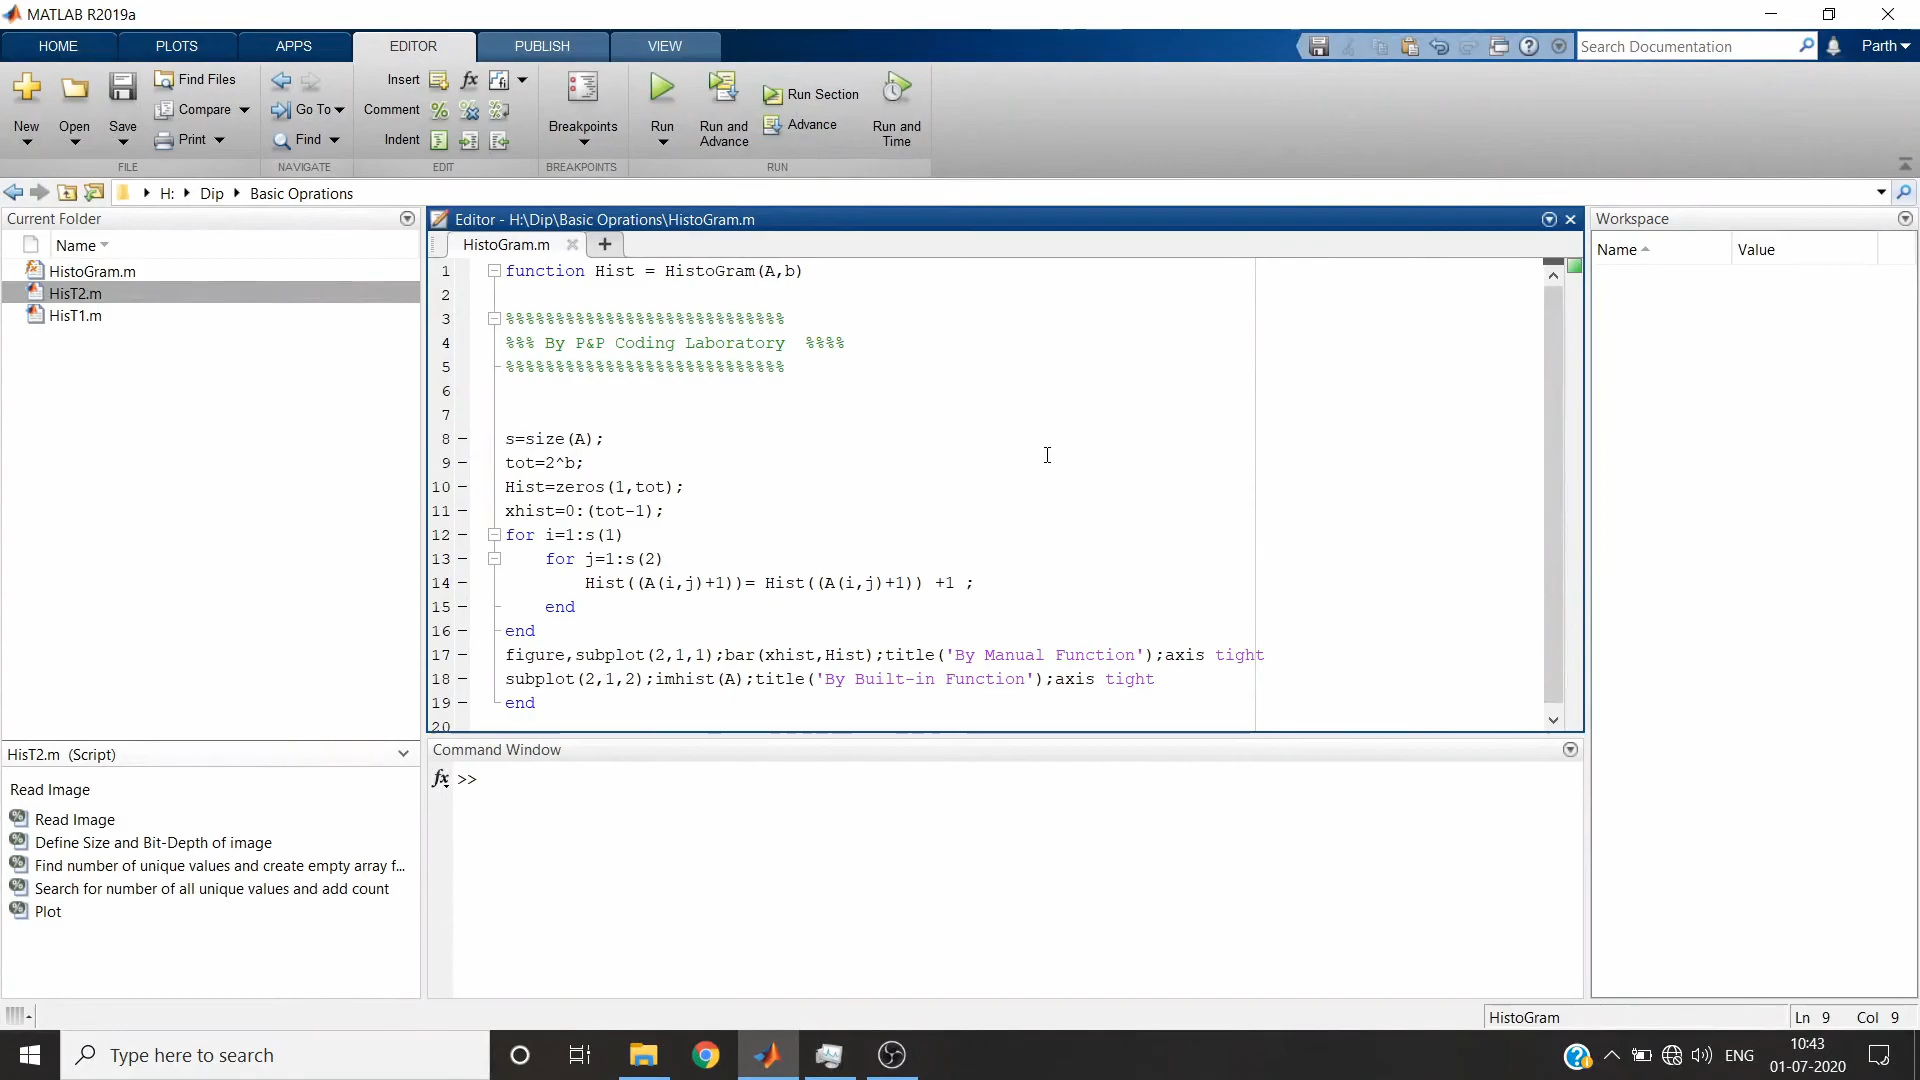 MATLAB R2019a
HOME PLOTS APPS EDITOR PUBLISH VIEW
Search Documentation
Parth
New Open Save
Find Files
Compare
Print
FILE
Go To
Find
NAVIGATE
Insert fx
Comment
Indent
EDIT
Breakpoints
BREAKPOINTS
Run
Run and Advance
Run Section
Advance
Run and Time
RUN
H: Dip Basic Oprations
Current Folder
Name
HistoGram.m
HisT2.m
HisT1.m
HisT2.m (Script)
Read Image
Read Image
Define Size and Bit-Depth of image
Find number of unique values and create empty array f...
Search for number of all unique values and add count
Plot
Editor - H:\Dip\Basic Oprations\HistoGram.m
HistoGram.m
1 function Hist = HistoGram(A,b)
2
3 %%%%%%%%%%%%%%%%%%%%%%%%%%%%
4 %%% By P&P Coding Laboratory  %%%%
5 %%%%%%%%%%%%%%%%%%%%%%%%%%%%
6
7
8 s=size(A);
9 tot=2^b;
10 Hist=zeros(1,tot);
11 xhist=0:(tot-1);
12 for i=1:s(1)
13     for j=1:s(2)
14         Hist((A(i,j)+1))= Hist((A(i,j)+1)) +1 ;
15     end
16 end
17 figure,subplot(2,1,1);bar(xhist,Hist);title('By Manual Function');axis tight
18 subplot(2,1,2);imhist(A);title('By Built-in Function');axis tight
19 end
20
Command Window
fx >>
Workspace
Name Value
HistoGram Ln 9 Col 9
Type here to search
ENG
10:43
01-07-2020